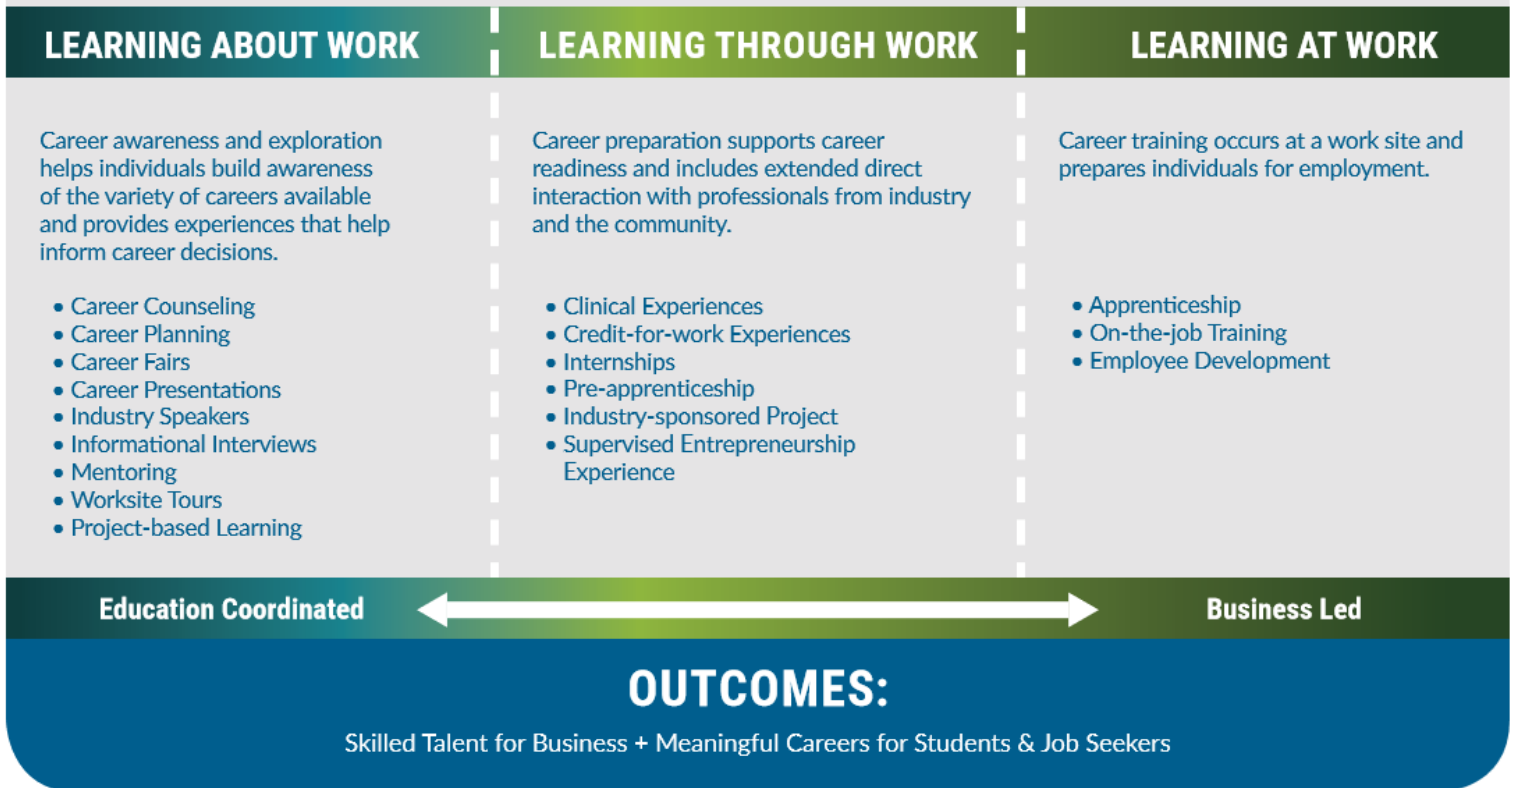 LEARNING ABOUT WORK
Career awareness and exploration
helps individuals build awareness
of the variety of careers available
and provides experiences that help
inform career decisions.
• Career Counseling
• Career Planning
• Career Fairs
• Career Presentations
• Industry Speakers
• Informational Interviews
• Mentoring
• Worksite Tours
• Project-based Learning
LEARNING THROUGH WORK
Career preparation supports career
readiness and includes extended direct
interaction with professionals from industry
and the community.
• Clinical Experiences
• Credit-for-work Experiences
• Internships
• Pre-apprenticeship
• Industry-sponsored Project
• Supervised Entrepreneurship
Experience
LEARNING AT WORK
Career training occurs at a work site and
prepares individuals for employment.
• Apprenticeship
• On-the-job Training
• Employee Development
Education Coordinated
Business Led
OUTCOMES:
Skilled Talent for Business + Meaningful Careers for Students & Job Seekers